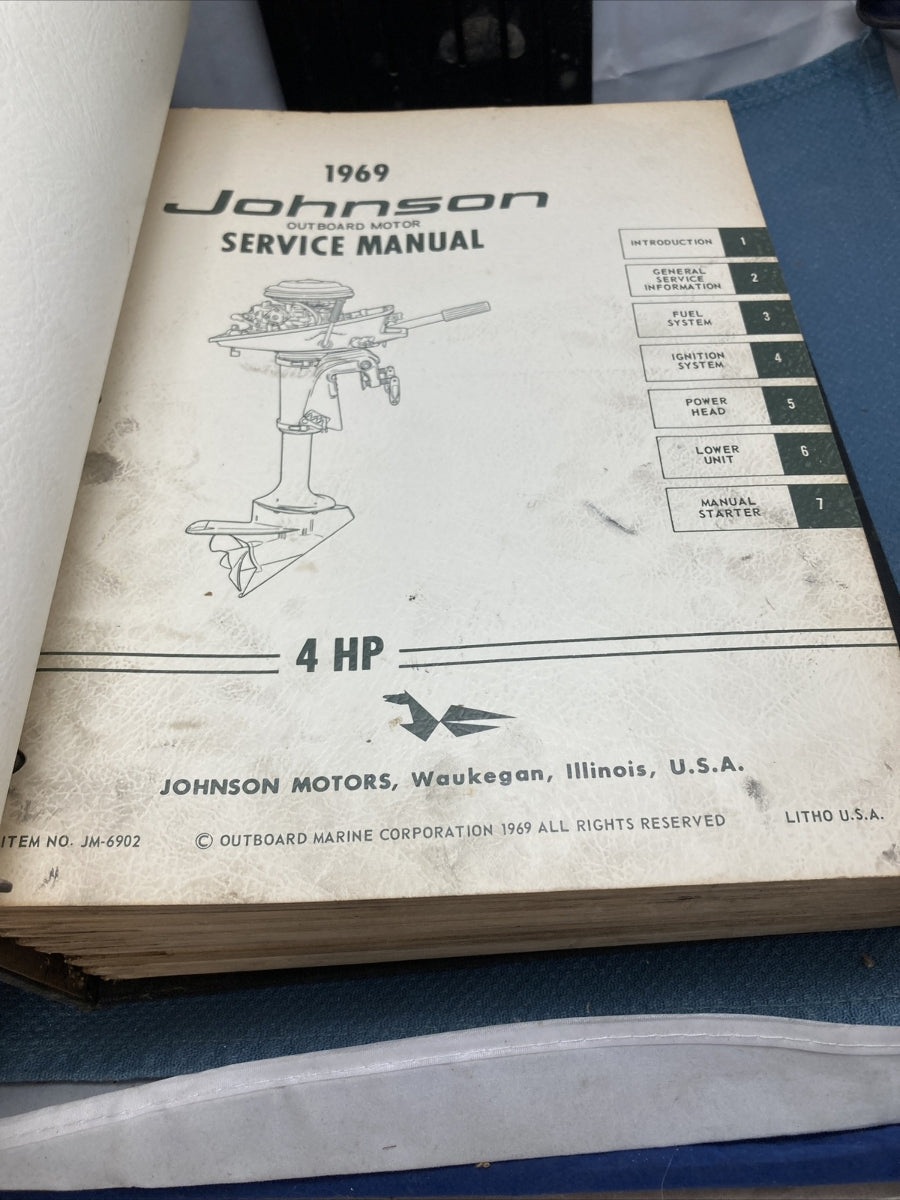 1969
Johnson
OUTBOARD MOTOR
SERVICE MANUAL
INTRODUCTION 1
GENERAL
SERVICE
INFORMATION 2
FUEL
SYSTEM 3
IGNITION
SYSTEM 4
POWER
HEAD 5
LOWER
UNIT 6
MANUAL
STARTER 7
4 HP
JOHNSON MOTORS, Waukegan, Illinois, U.S.A.
ITEM NO. JM-6902 © OUTBOARD MARINE CORPORATION 1969 ALL RIGHTS RESERVED LITHO U.S.A.